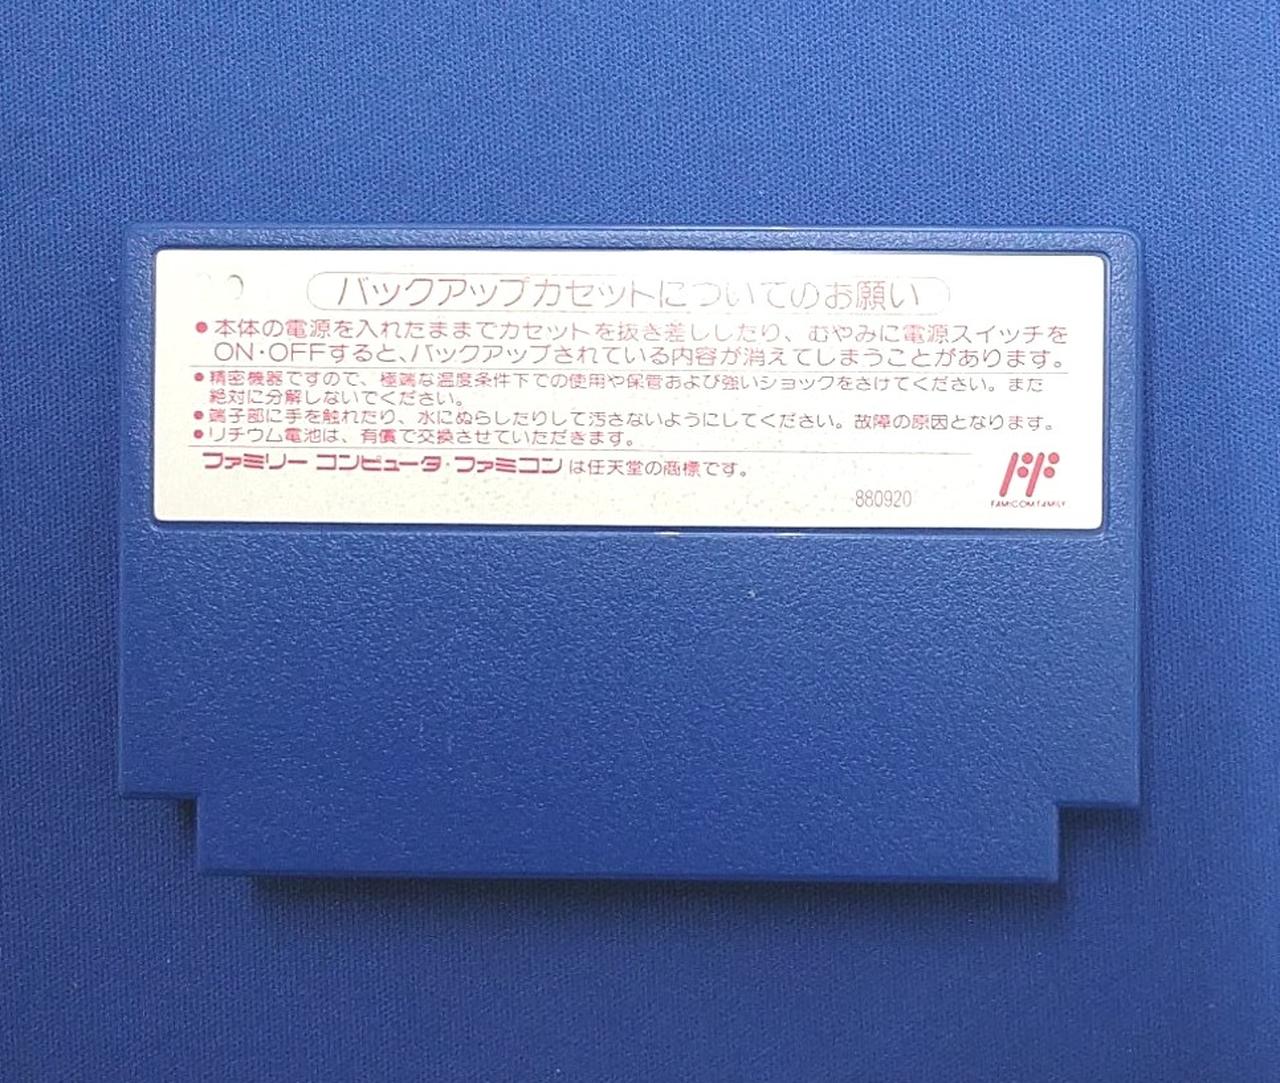 バックアップカセットについてのお願い
●本体の電源を入れたままでカセットを抜き差ししたり、むやみに電源スイッチを
ON・OFFすると、バックアップされている内容が消えてしまうことがあります。
●精密機器ですので、極端な温度条件下での使用や保管および強いショックをさけてください。また
絶対に分解しないでください。
●端子部に手を触れたり、水にぬらしたりして汚さないようにしてください。故障の原因となります。
●リチウム電池は、有償で交換させていただきます。
ファミリーコンピュータ・ファミコンは任天堂の商標です。
880920
FAMICOM FAMILY